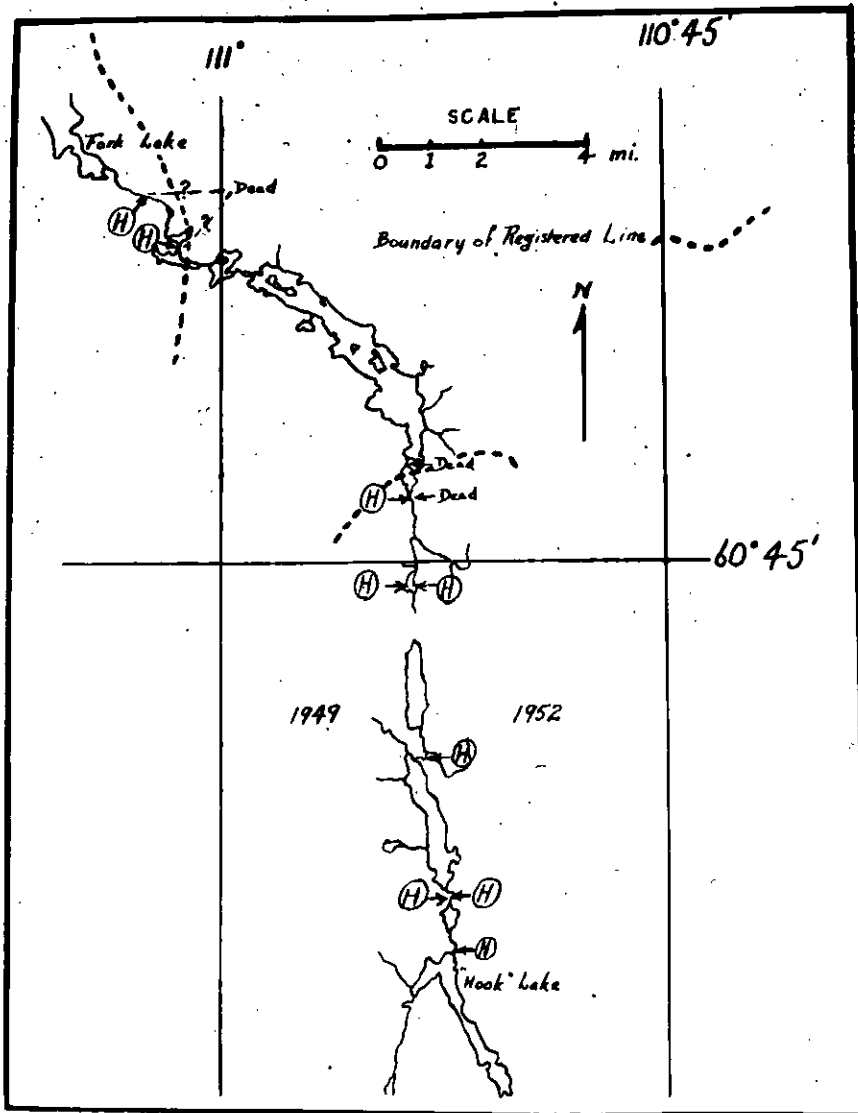 111°
110°45'
SCALE
0 1 2 4 mi.
Fork Lake
?
Dead
H
H
Boundary of Registered Line
N
Dead
H
Dead
60°45'
H
H
1949
1952
H
H
H
H
"Hook" Lake